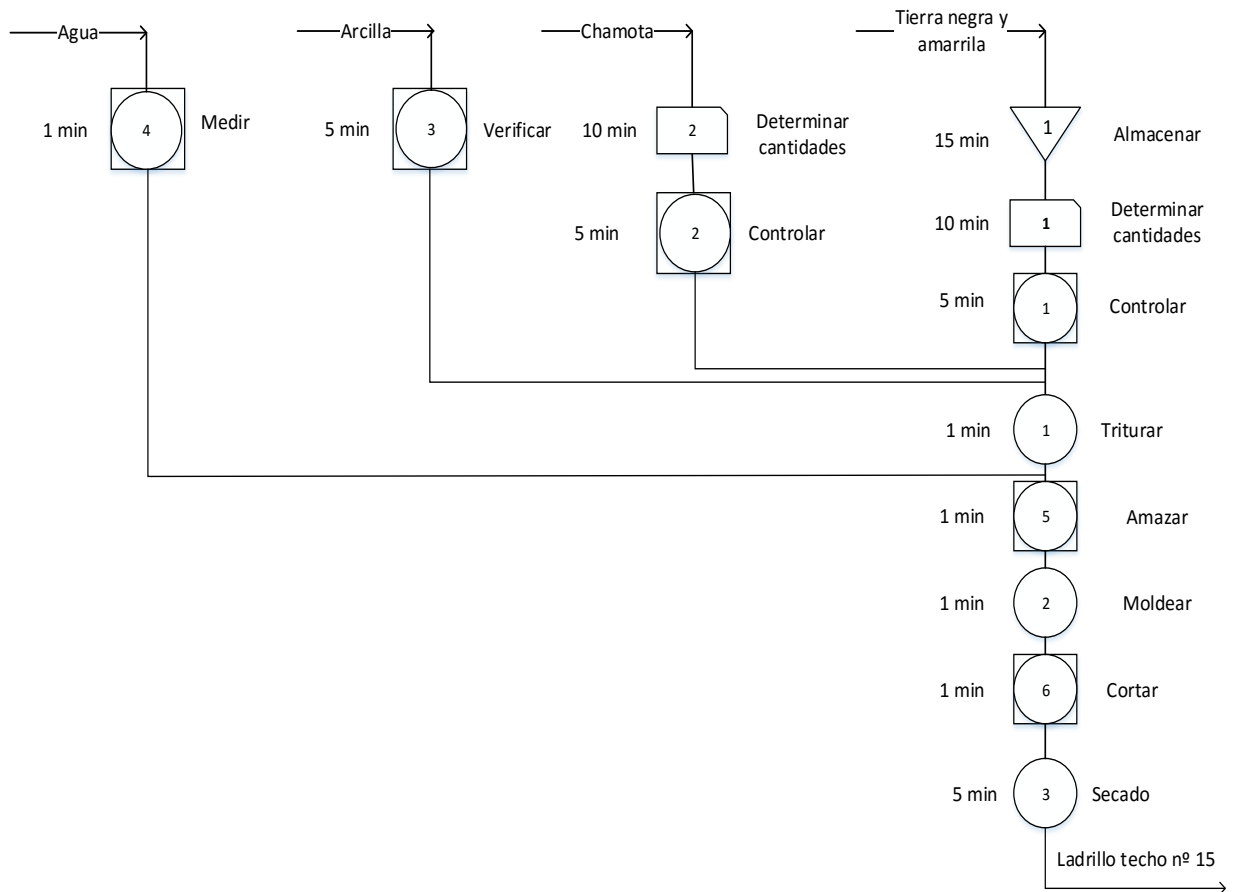 Agua
Arcilla
Chamota
Tierra negra y
amarrila
1 min
4
Medir
5 min
3
Verificar
10 min
2
Determinar
cantidades
15 min
1
Almacenar
5 min
2
Controlar
10 min
1
Determinar
cantidades
5 min
1
Controlar
1 min
1
Triturar
1 min
5
Amazar
1 min
2
Moldear
1 min
6
Cortar
5 min
3
Secado
Ladrillo techo nº 15